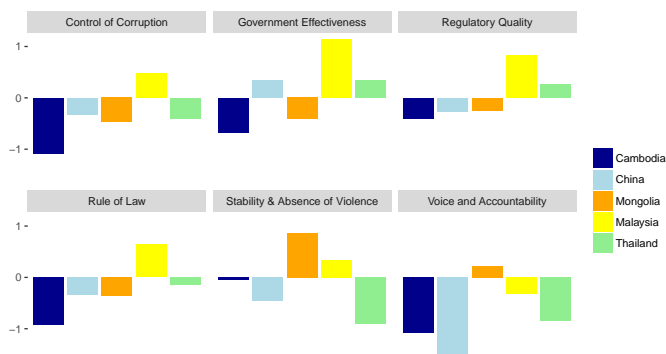 Control of Corruption
Government Effectiveness
Regulatory Quality
1
0
−1
Rule of Law
Stability & Absence of Violence
Voice and Accountability
1
0
−1
Cambodia
China
Mongolia
Malaysia
Thailand